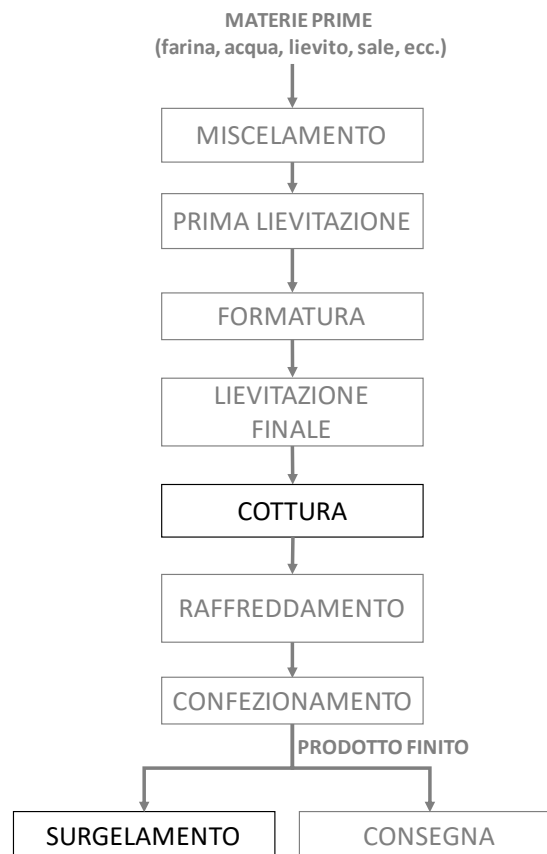 MATERIE PRIME
(farina, acqua, lievito, sale, ecc.)
MISCELAMENTO
PRIMA LIEVITAZIONE
FORMATURA
LIEVITAZIONE
FINALE
COTTURA
RAFFREDDAMENTO
CONFEZIONAMENTO
PRODOTTO FINITO
SURGELAMENTO
CONSEGNA